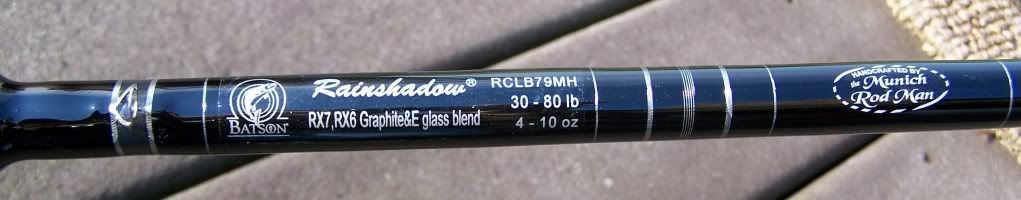 BATSON
Rainshadow® RCLB79MH
30 - 80 lb
RX7,RX6 Graphite&E glass blend
4 - 10 oz
HANDCRAFTED BY
the Munich
Rod Man